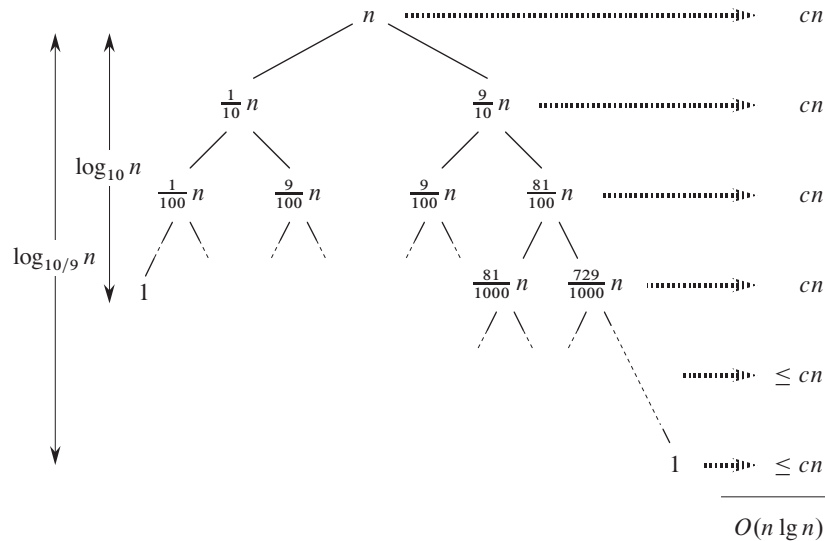 n cn
1/10 n 9/10 n cn
log₁₀ n
1/100 n 9/100 n 9/100 n 81/100 n cn
log₁₀/₉ n
1 81/1000 n 729/1000 n cn
≤ cn
1 ≤ cn
O(n lg n)